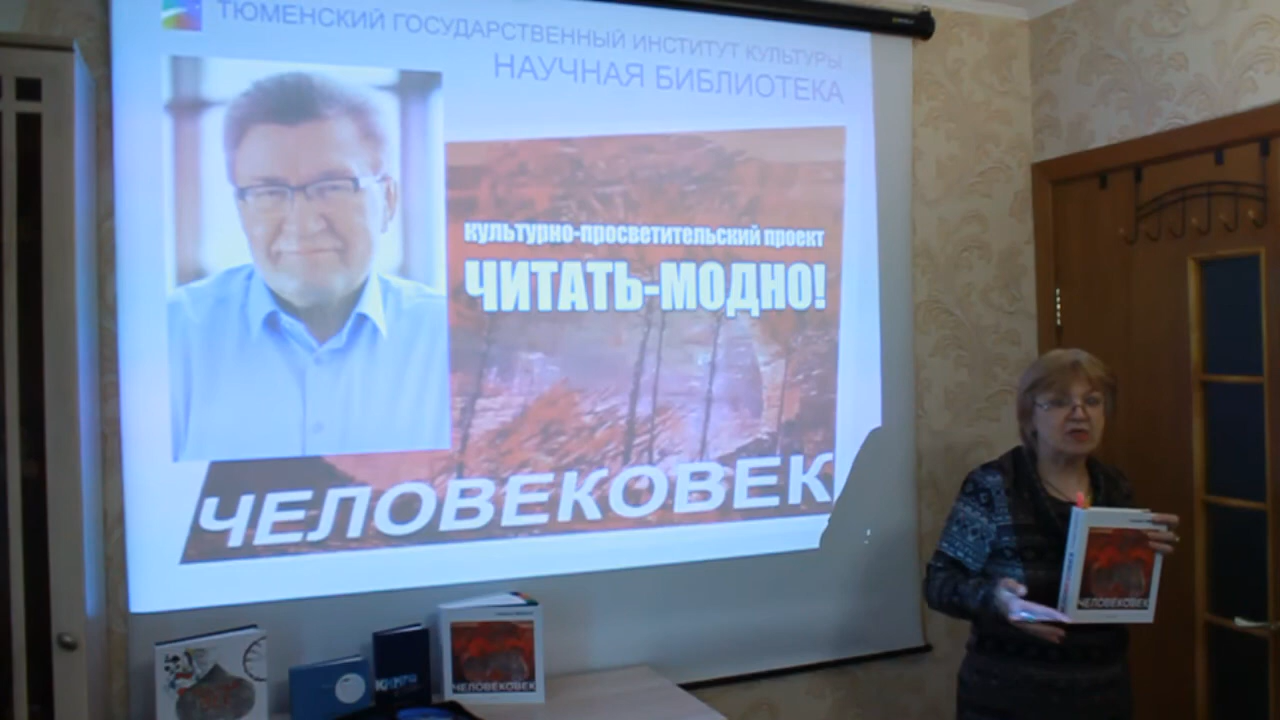 ТЮМЕНСКИЙ ГОСУДАРСТВЕННЫЙ ИНСТИТУТ КУЛЬТУРЫ
НАУЧНАЯ БИБЛИОТЕКА
культурно-просветительский проект
ЧИТАТЬ-МОДНО!
ЧЕЛОВЕКОВЕК
ЧЕЛОВЕКОВЕК
ЧЕЛОВЕКОВЕК